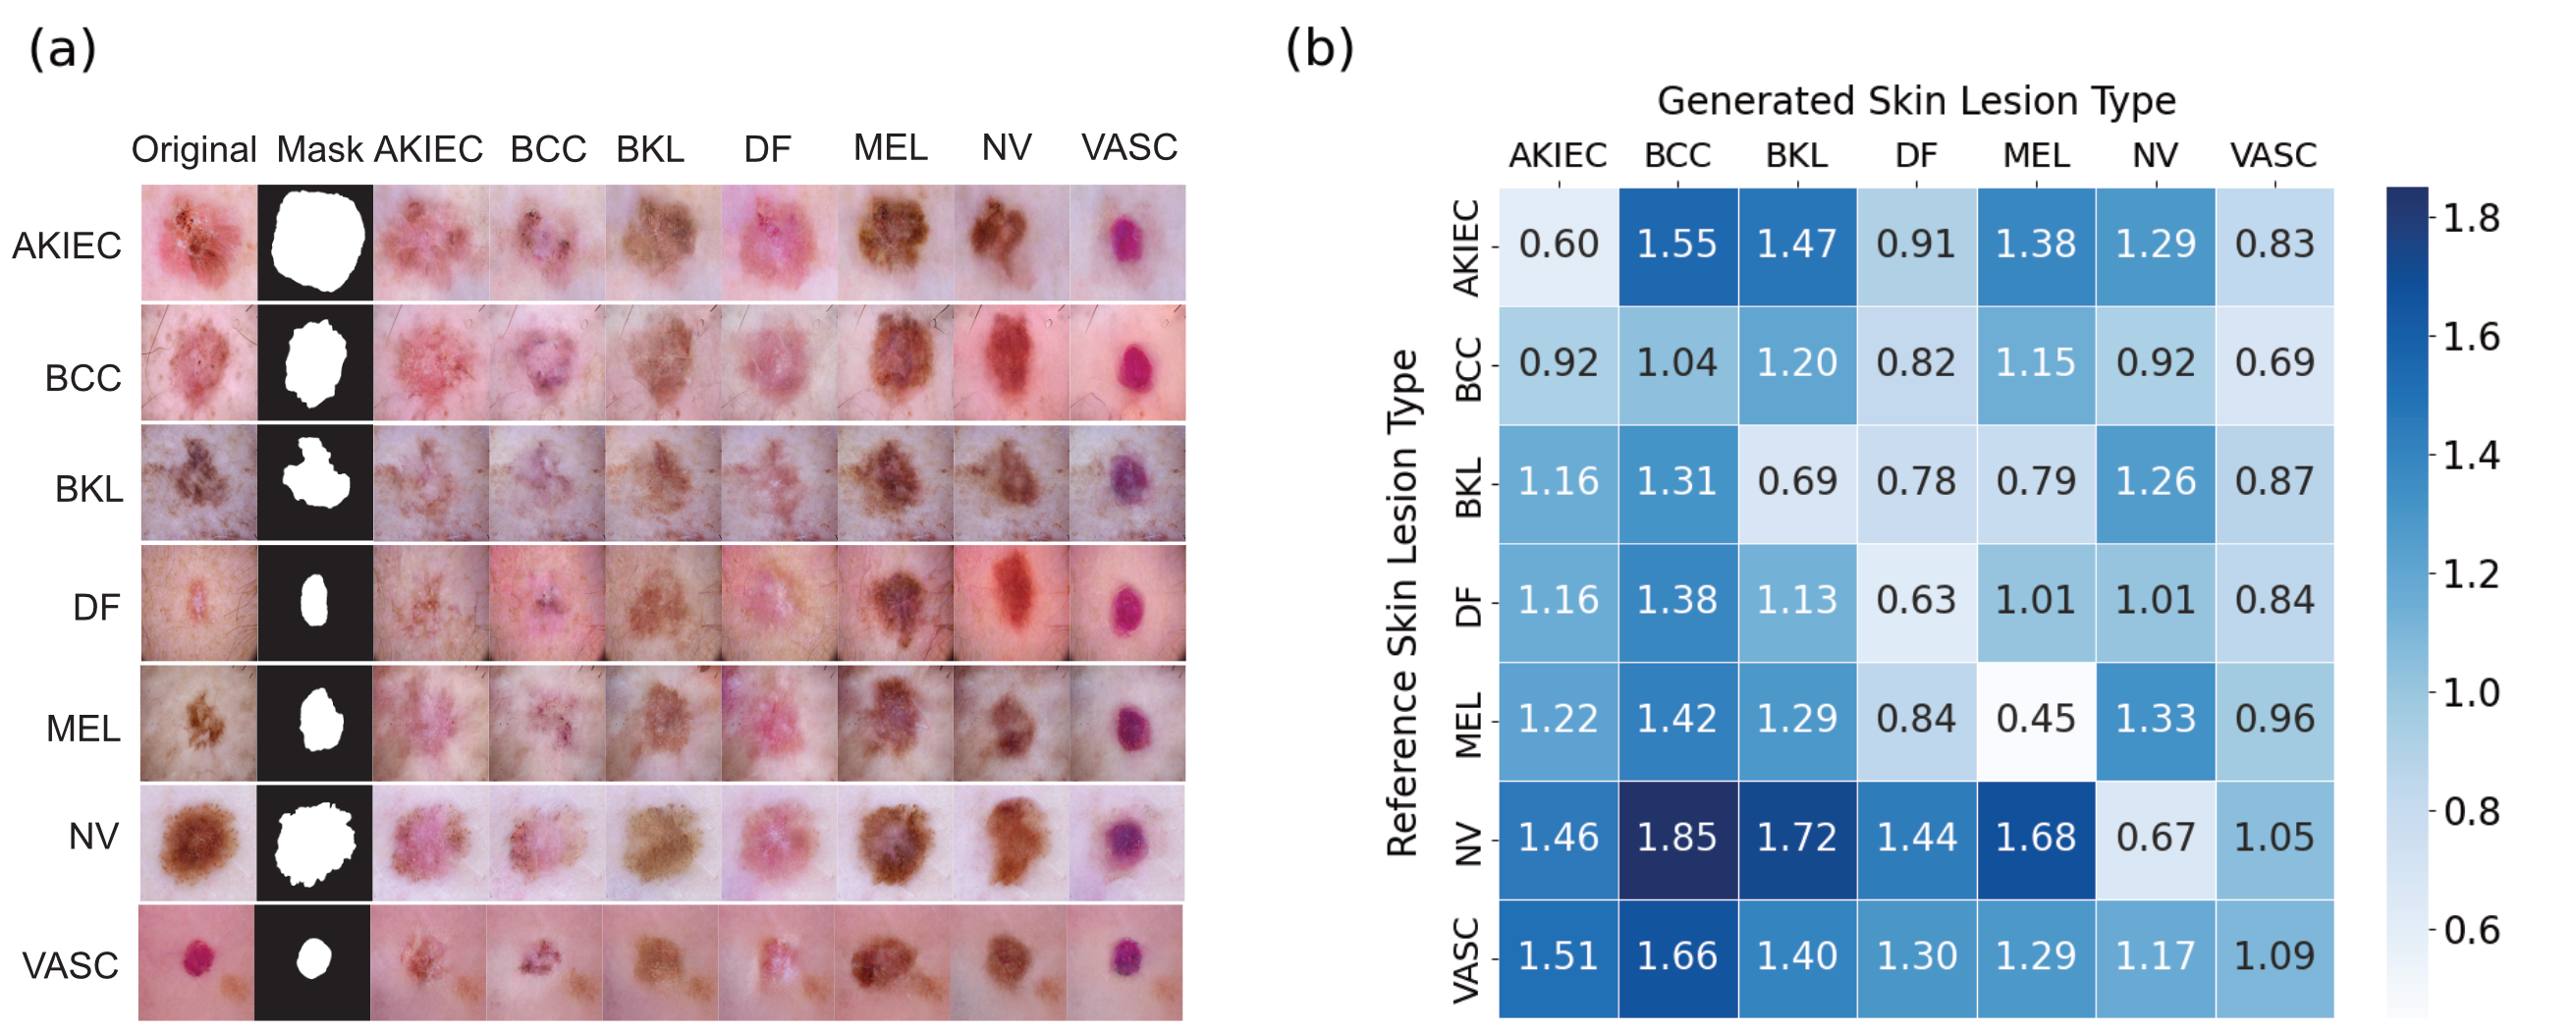 (a)
Original Mask AKIEC BCC BKL DF MEL NV VASC
AKIEC
BCC
BKL
DF
MEL
NV
VASC
(b)
Generated Skin Lesion Type
AKIEC BCC BKL DF MEL NV VASC
Reference Skin Lesion Type
AKIEC 0.60 1.55 1.47 0.91 1.38 1.29 0.83
BCC 0.92 1.04 1.20 0.82 1.15 0.92 0.69
BKL 1.16 1.31 0.69 0.78 0.79 1.26 0.87
DF 1.16 1.38 1.13 0.63 1.01 1.01 0.84
MEL 1.22 1.42 1.29 0.84 0.45 1.33 0.96
NV 1.46 1.85 1.72 1.44 1.68 0.67 1.05
VASC 1.51 1.66 1.40 1.30 1.29 1.17 1.09
1.8
1.6
1.4
1.2
1.0
0.8
0.6